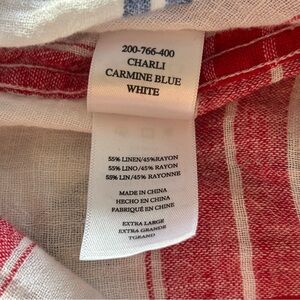 200-766-400
CHARLI
CARMINE BLUE
WHITE
55% LINEN/45% RAYON
55% LINO/45% RAYON
55% LIN/45% RAYONNE
MADE IN CHINA
HECHO EN CHINA
FABRIQUÉ EN CHINE
EXTRA LARGE
EXTRA GRANDE
TGRAND